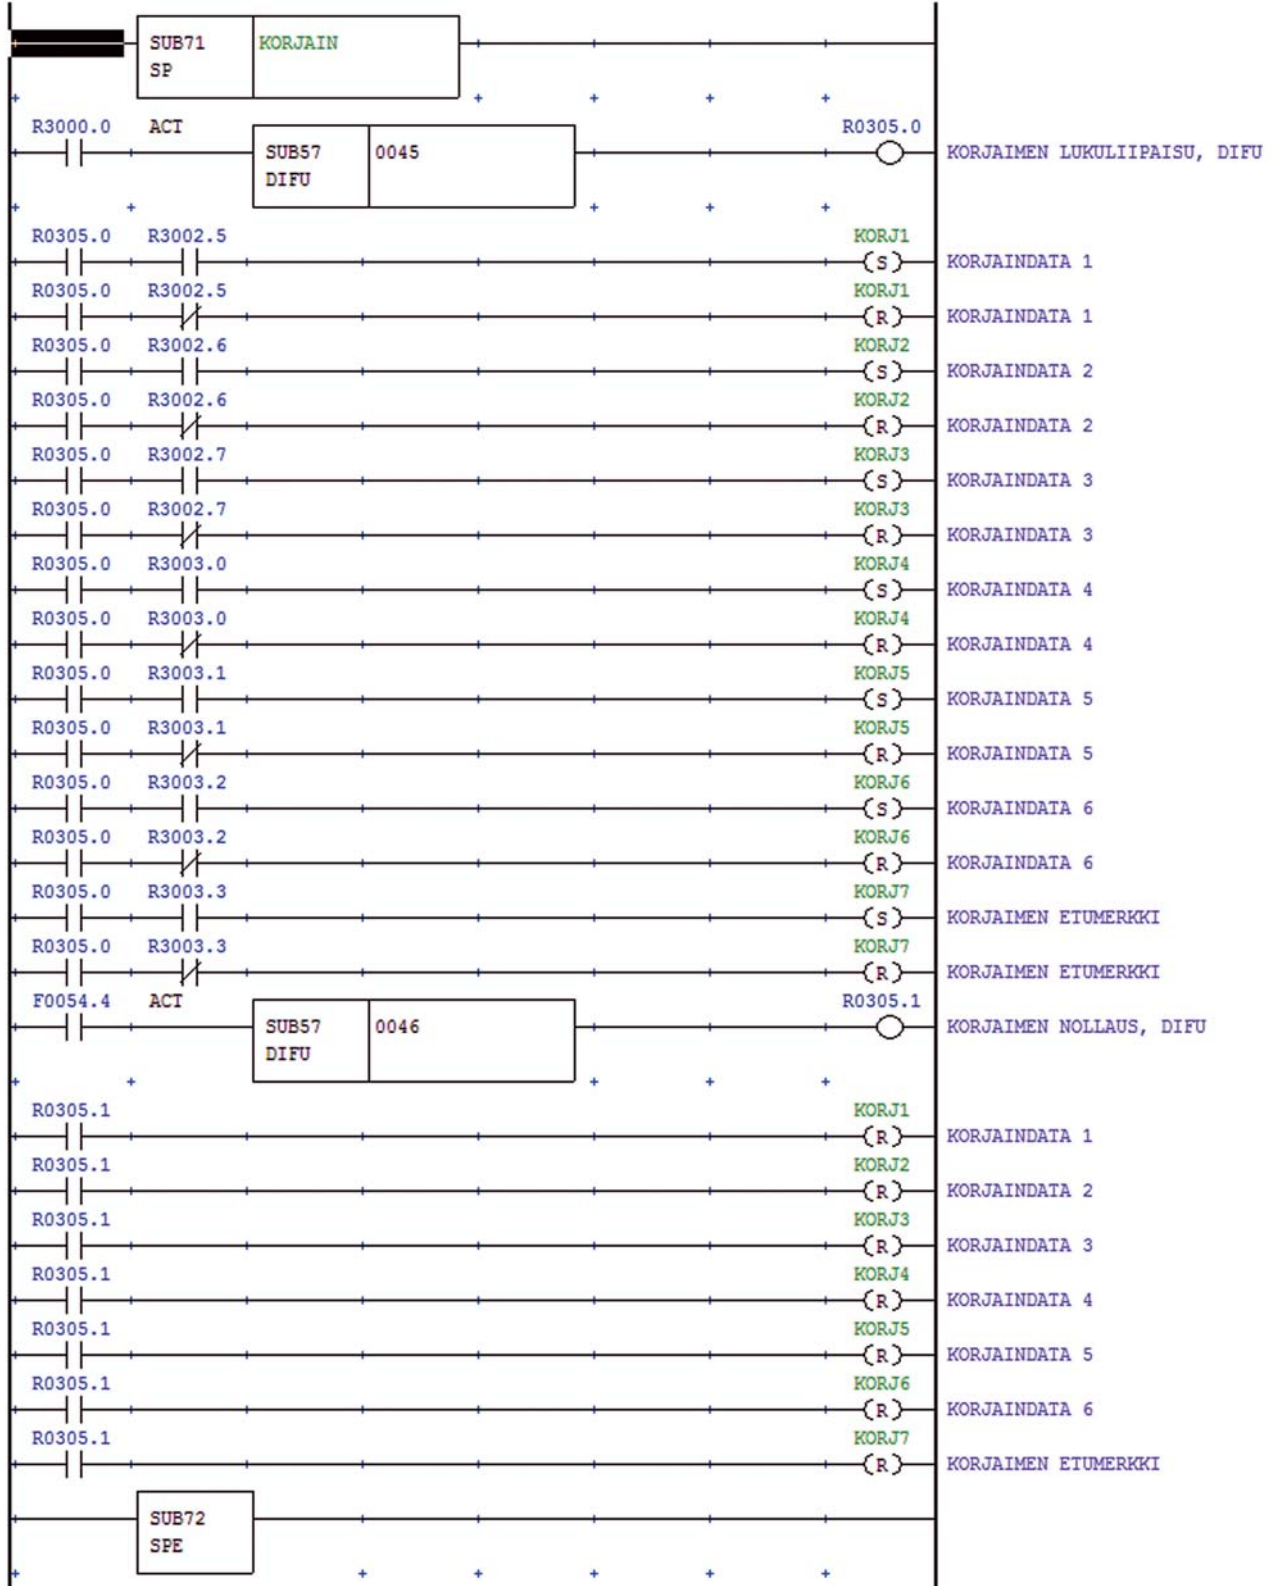 SUB71 KORJAIN
SP
R3000.0 ACT R0305.0
SUB57 0045 KORJAIMEN LUKULIIPAISU, DIFU
DIFU
R0305.0 R3002.5 KORJ1
S KORJAINDATA 1
R0305.0 R3002.5 KORJ1
R KORJAINDATA 1
R0305.0 R3002.6 KORJ2
S KORJAINDATA 2
R0305.0 R3002.6 KORJ2
R KORJAINDATA 2
R0305.0 R3002.7 KORJ3
S KORJAINDATA 3
R0305.0 R3002.7 KORJ3
R KORJAINDATA 3
R0305.0 R3003.0 KORJ4
S KORJAINDATA 4
R0305.0 R3003.0 KORJ4
R KORJAINDATA 4
R0305.0 R3003.1 KORJ5
S KORJAINDATA 5
R0305.0 R3003.1 KORJ5
R KORJAINDATA 5
R0305.0 R3003.2 KORJ6
S KORJAINDATA 6
R0305.0 R3003.2 KORJ6
R KORJAINDATA 6
R0305.0 R3003.3 KORJ7
S KORJAIMEN ETUMERKKI
R0305.0 R3003.3 KORJ7
R KORJAIMEN ETUMERKKI
F0054.4 ACT R0305.1
SUB57 0046 KORJAIMEN NOLLAUS, DIFU
DIFU
R0305.1 KORJ1
R KORJAINDATA 1
R0305.1 KORJ2
R KORJAINDATA 2
R0305.1 KORJ3
R KORJAINDATA 3
R0305.1 KORJ4
R KORJAINDATA 4
R0305.1 KORJ5
R KORJAINDATA 5
R0305.1 KORJ6
R KORJAINDATA 6
R0305.1 KORJ7
R KORJAIMEN ETUMERKKI
SUB72
SPE